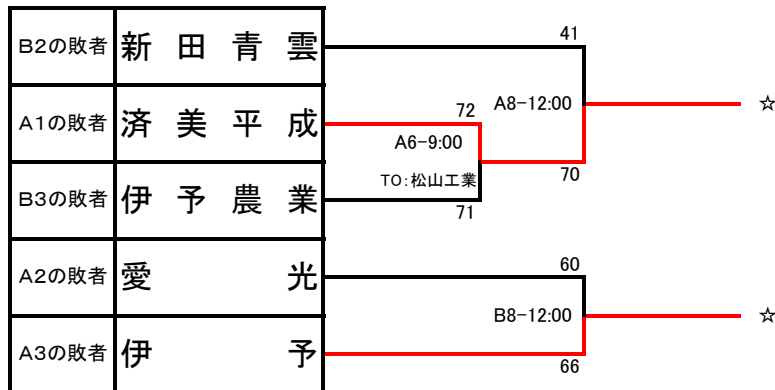 B2の敗者 新田青雲 41
A1の敗者 済美平成 72 A8-12:00 ☆
A6-9:00
B3の敗者 伊予農業 TO:松山工業 70
71
A2の敗者 愛光 60
B8-12:00 ☆
A3の敗者 伊予 66